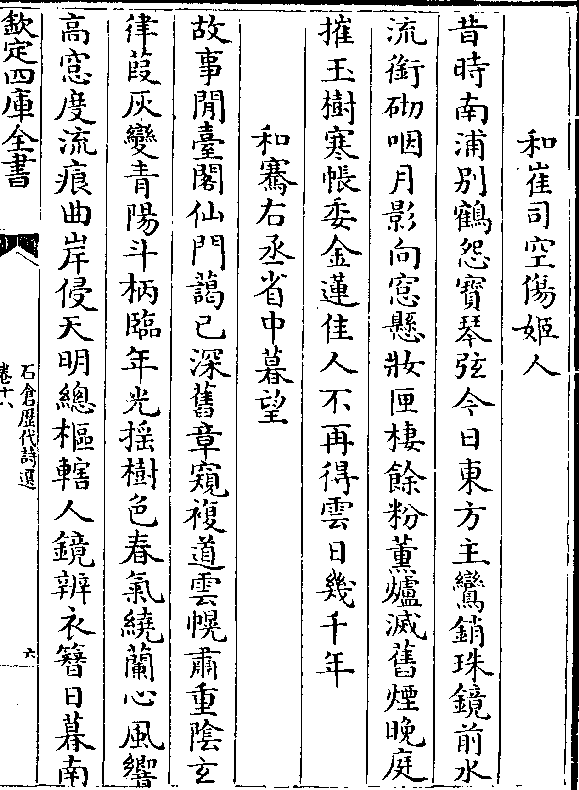 和崔司空傷姬人
昔時南浦别鶴怨寳琴弦今日東方主鸞銷珠鏡前水
流銜砌咽月影向窓懸妝匣棲餘粉薰爐滅舊煙晚庭
摧玉樹寒帳委金蓮佳人不再得雲日幾千年
和騫右丞省中暮望
故事閒臺閣仙門藹已深舊章窺複道雲幌肅重陰玄
律葭灰變青陽斗柄臨年光揺樹色春氣繞蘭心風響
高窓度流痕曲岸侵天明總樞轄人鏡辨衣簪日暮南
欽定四庫全書
石倉歴代詩選
卷十八
六